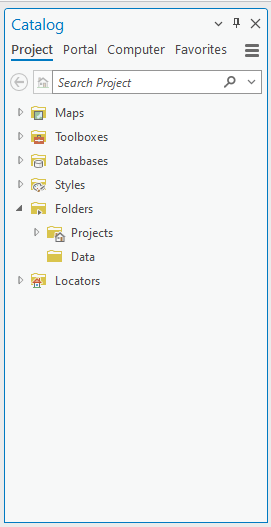 Catalog
Project Portal Computer Favorites
Search Project
Maps
Toolboxes
Databases
Styles
Folders
Projects
Data
Locators